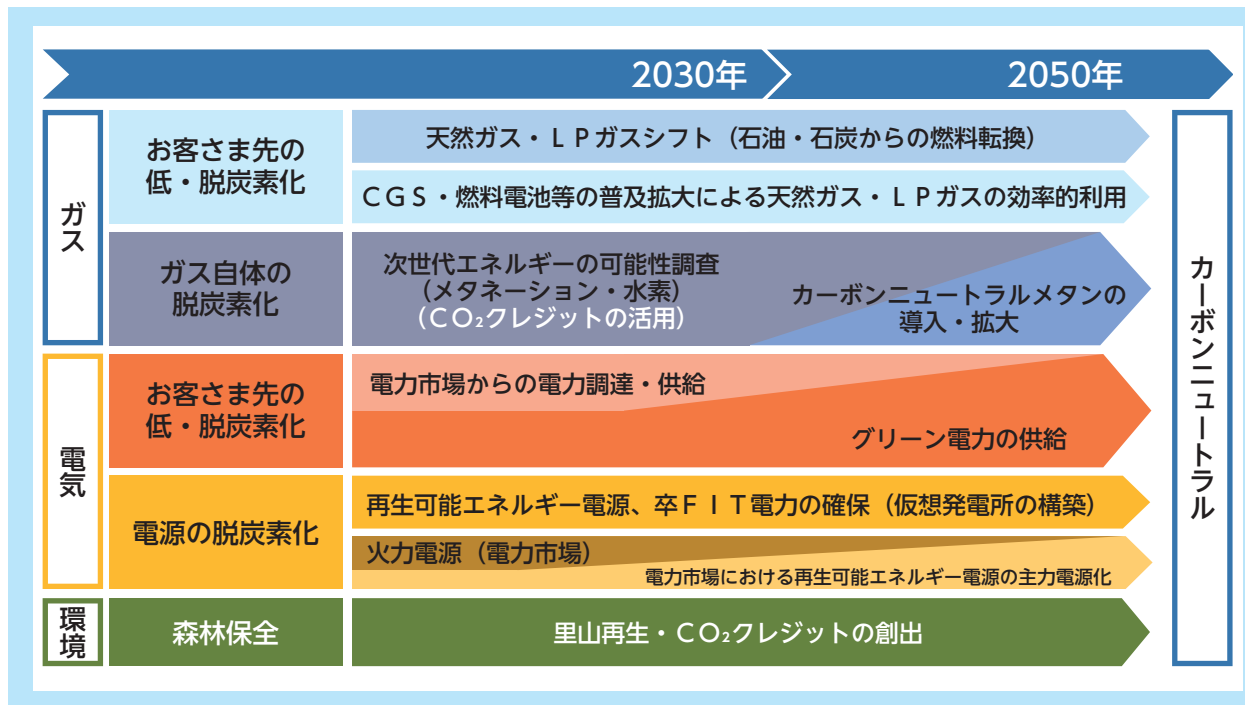 2030年
2050年
ガス
お客さま先の
低・脱炭素化
天然ガス・ＬＰガスシフト（石油・石炭からの燃料転換）
ＣＧＳ・燃料電池等の普及拡大による天然ガス・ＬＰガスの効率的利用
ガス自体の
脱炭素化
次世代エネルギーの可能性調査
（メタネーション・水素）
（ＣＯ₂クレジットの活用）
カーボンニュートラルメタンの
導入・拡大
電気
お客さま先の
低・脱炭素化
電力市場からの電力調達・供給
グリーン電力の供給
電源の脱炭素化
再生可能エネルギー電源、卒ＦＩＴ電力の確保（仮想発電所の構築）
火力電源（電力市場）
電力市場における再生可能エネルギー電源の主力電源化
環境
森林保全
里山再生・ＣＯ₂クレジットの創出
カーボンニュートラル